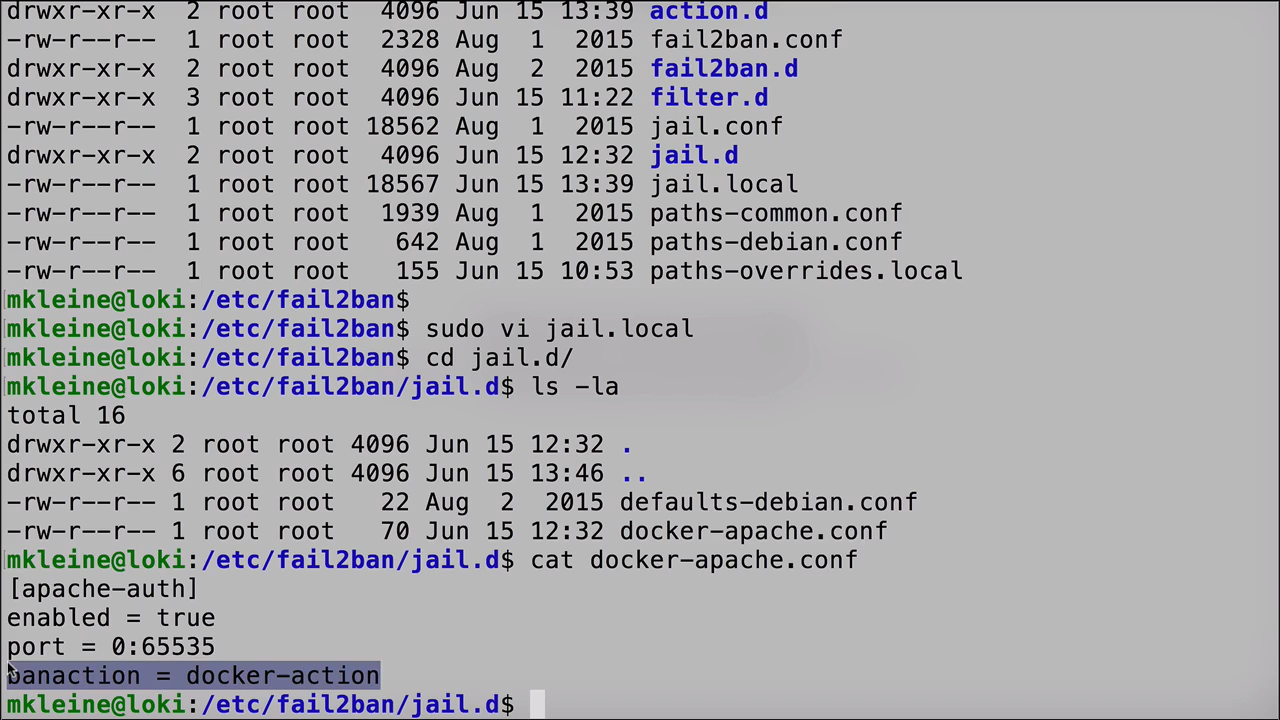 drwxr-xr-x 2 root root 4096 Jun 15 13:39 action.d
-rw-r--r-- 1 root root 2328 Aug 1 2015 fail2ban.conf
drwxr-xr-x 2 root root 4096 Aug 2 2015 fail2ban.d
drwxr-xr-x 3 root root 4096 Jun 15 11:22 filter.d
-rw-r--r-- 1 root root 18562 Aug 1 2015 jail.conf
drwxr-xr-x 2 root root 4096 Jun 15 12:32 jail.d
-rw-r--r-- 1 root root 18567 Jun 15 13:39 jail.local
-rw-r--r-- 1 root root 1939 Aug 1 2015 paths-common.conf
-rw-r--r-- 1 root root 642 Aug 1 2015 paths-debian.conf
-rw-r--r-- 1 root root 155 Jun 15 10:53 paths-overrides.local
mkleine@loki:/etc/fail2ban$
mkleine@loki:/etc/fail2ban$ sudo vi jail.local
mkleine@loki:/etc/fail2ban$ cd jail.d/
mkleine@loki:/etc/fail2ban/jail.d$ ls -la
total 16
drwxr-xr-x 2 root root 4096 Jun 15 12:32 .
drwxr-xr-x 6 root root 4096 Jun 15 13:46 ..
-rw-r--r-- 1 root root 22 Aug 2 2015 defaults-debian.conf
-rw-r--r-- 1 root root 70 Jun 15 12:32 docker-apache.conf
mkleine@loki:/etc/fail2ban/jail.d$ cat docker-apache.conf
[apache-auth]
enabled = true
port = 0:65535
banaction = docker-action
mkleine@loki:/etc/fail2ban/jail.d$